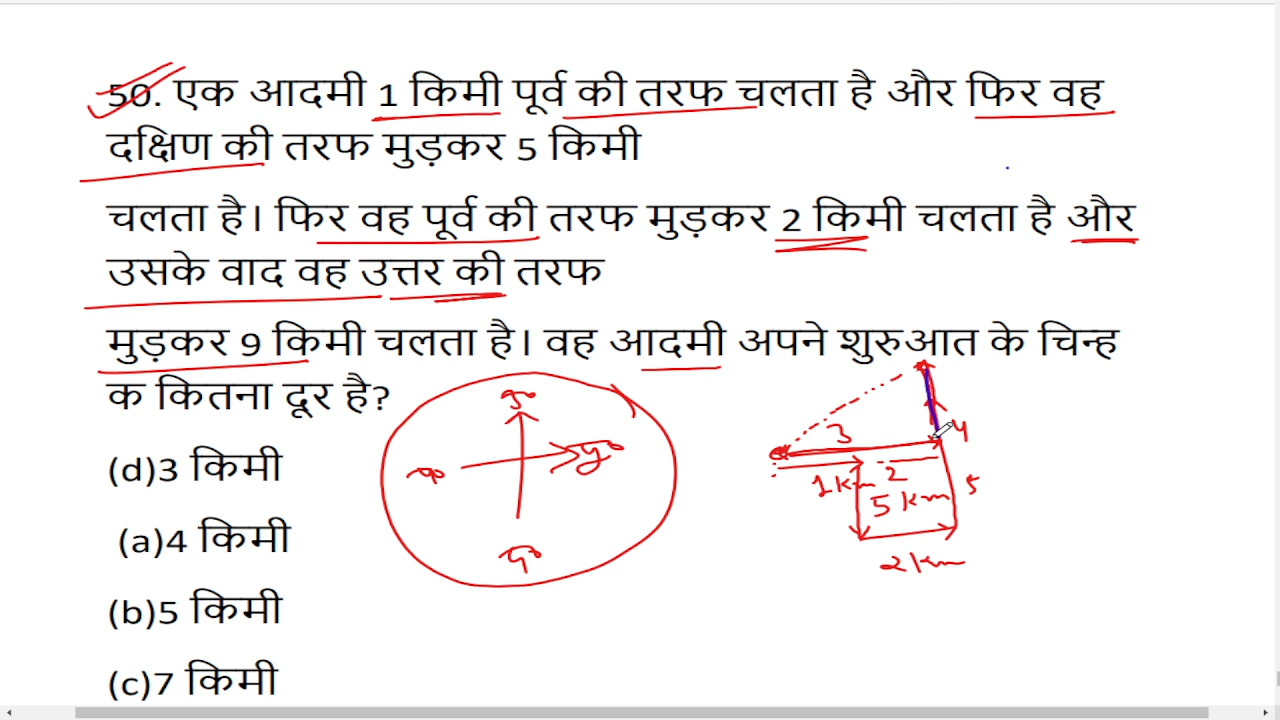 50. एक आदमी 1 किमी पूर्व की तरफ चलता है और फिर वह
दक्षिण की तरफ मुड़कर 5 किमी
चलता है। फिर वह पूर्व की तरफ मुड़कर 2 किमी चलता है और
उसके वाद वह उत्तर की तरफ
मुड़कर 9 किमी चलता है। वह आदमी अपने शुरुआत के चिन्ह
क कितना दूर है?
(d)3 किमी
(a)4 किमी
(b)5 किमी
(c)7 किमी
3
4
1km
2
5 km
5
2km